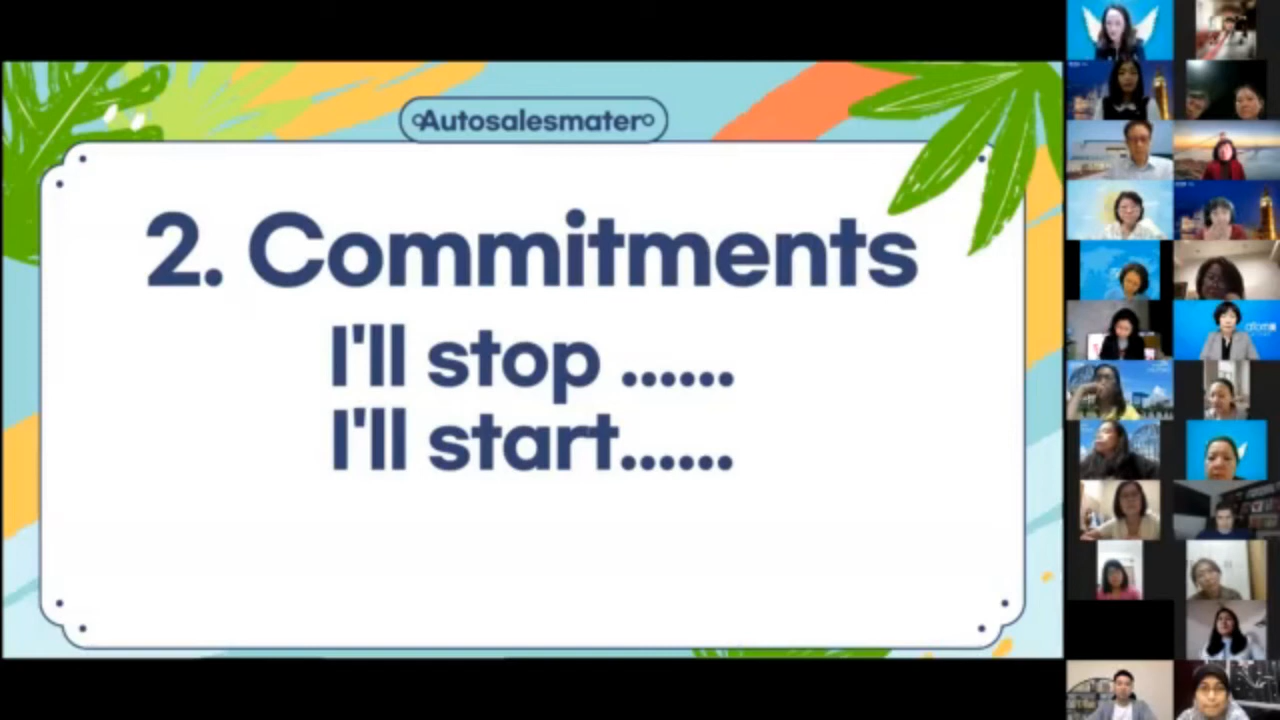 Autosalesmater
2. Commitments
I'll stop ......
I'll start......